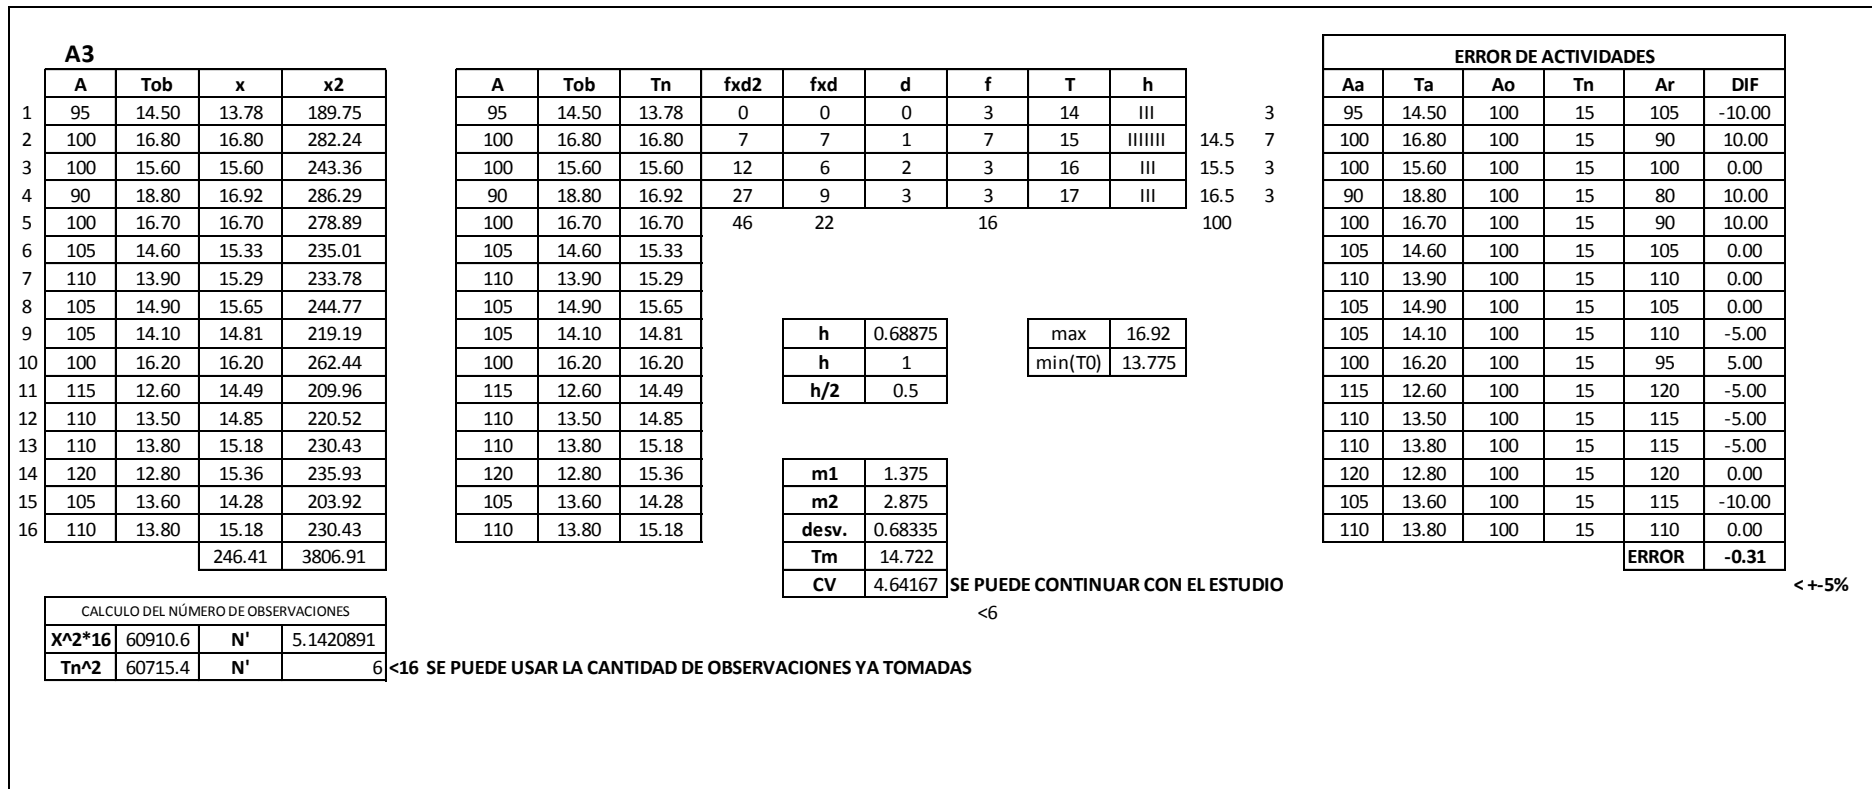 A3
ERROR DE ACTIVIDADES
A Tob x x2 A Tob Tn fxd2 fxd d f T h Aa Ta Ao Tn Ar DIF
1 95 14.50 13.78 189.75 95 14.50 13.78 0 0 0 3 14 III 3 95 14.50 100 15 105 -10.00
2 100 16.80 16.80 282.24 100 16.80 16.80 7 7 1 7 15 IIIIIII 14.5 7 100 16.80 100 15 90 10.00
3 100 15.60 15.60 243.36 100 15.60 15.60 12 6 2 3 16 III 15.5 3 100 15.60 100 15 100 0.00
4 90 18.80 16.92 286.29 90 18.80 16.92 27 9 3 3 17 III 16.5 3 90 18.80 100 15 80 10.00
5 100 16.70 16.70 278.89 100 16.70 16.70 46 22 16 100 100 16.70 100 15 90 10.00
6 105 14.60 15.33 235.01 105 14.60 15.33 105 14.60 100 15 105 0.00
7 110 13.90 15.29 233.78 110 13.90 15.29 110 13.90 100 15 110 0.00
8 105 14.90 15.65 244.77 105 14.90 15.65 105 14.90 100 15 105 0.00
9 105 14.10 14.81 219.19 105 14.10 14.81 h 0.68875 max 16.92 105 14.10 100 15 110 -5.00
10 100 16.20 16.20 262.44 100 16.20 16.20 h 1 min(T0) 13.775 100 16.20 100 15 95 5.00
11 115 12.60 14.49 209.96 115 12.60 14.49 h/2 0.5 115 12.60 100 15 120 -5.00
12 110 13.50 14.85 220.52 110 13.50 14.85 110 13.50 100 15 115 -5.00
13 110 13.80 15.18 230.43 110 13.80 15.18 110 13.80 100 15 115 -5.00
14 120 12.80 15.36 235.93 120 12.80 15.36 m1 1.375 120 12.80 100 15 120 0.00
15 105 13.60 14.28 203.92 105 13.60 14.28 m2 2.875 105 13.60 100 15 115 -10.00
16 110 13.80 15.18 230.43 110 13.80 15.18 desv. 0.68335 110 13.80 100 15 110 0.00
246.41 3806.91 Tm 14.722 ERROR -0.31
CV 4.64167 SE PUEDE CONTINUAR CON EL ESTUDIO < +-5%
CALCULO DEL NÚMERO DE OBSERVACIONES <6
X^2*16 60910.6 N' 5.1420891
Tn^2 60715.4 N' 6 <16 SE PUEDE USAR LA CANTIDAD DE OBSERVACIONES YA TOMADAS